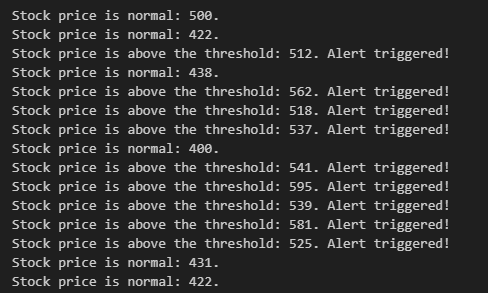 Stock price is normal: 500.
Stock price is normal: 422.
Stock price is above the threshold: 512. Alert triggered!
Stock price is normal: 438.
Stock price is above the threshold: 562. Alert triggered!
Stock price is above the threshold: 518. Alert triggered!
Stock price is above the threshold: 537. Alert triggered!
Stock price is normal: 400.
Stock price is above the threshold: 541. Alert triggered!
Stock price is above the threshold: 595. Alert triggered!
Stock price is above the threshold: 539. Alert triggered!
Stock price is above the threshold: 581. Alert triggered!
Stock price is above the threshold: 525. Alert triggered!
Stock price is normal: 431.
Stock price is normal: 422.